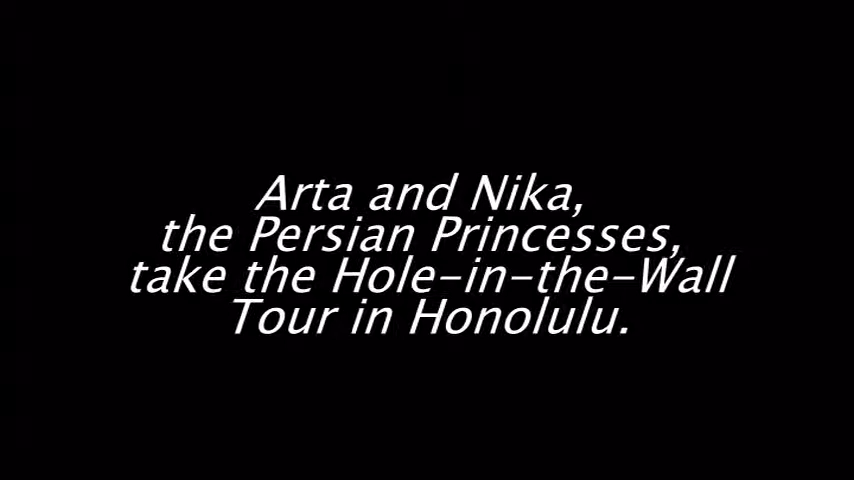 Arta and Nika,
the Persian Princesses,
take the Hole-in-the-Wall
Tour in Honolulu.